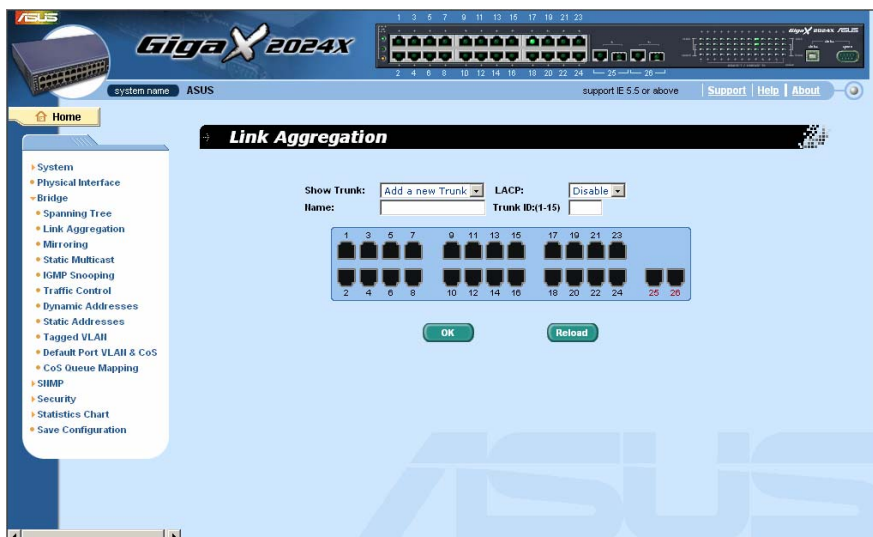 ASUS
GigaX 2024X
1 3 5 7 9 11 13 15 17 19 21 23
2 4 6 8 10 12 14 16 18 20 22 24 25 26
GigaX 2024X ASUS
system name ASUS
support IE 5.5 or above
Support | Help | About
Home
Link Aggregation
System
Physical Interface
Bridge
Spanning Tree
Link Aggregation
Mirroring
Static Multicast
IGMP Snooping
Traffic Control
Dynamic Addresses
Static Addresses
Tagged VLAN
Default Port VLAN & CoS
CoS Queue Mapping
SNMP
Security
Statistics Chart
Save Configuration
Show Trunk: Add a new Trunk LACP: Disable
Name: Trunk ID:(1-15)
1 3 5 7 9 11 13 15 17 19 21 23
2 4 6 8 10 12 14 16 18 20 22 24 25 26
OK Reload
ASUS